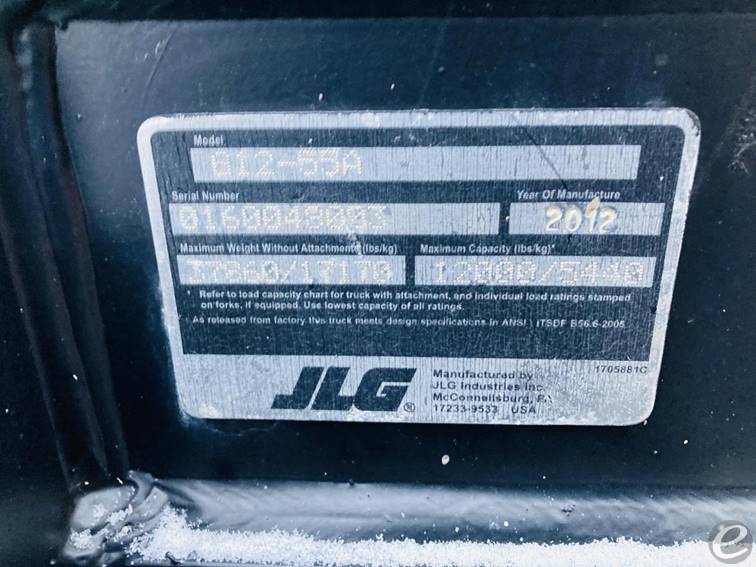 Model
G12-55A
Serial Number Year Of Manufacture
0160048003 2012
Maximum Weight Without Attachments (lbs/kg) Maximum Capacity (lbs/kg)*
37860/17170 12000/5440
Refer to load capacity chart for truck with attachment, and individual load ratings stamped
on forks, if equipped. Use lowest capacity of all ratings.
* As released from factory this truck meets design specifications in ANSI / ITSDF B56.6-2005
JLG ®
Manufactured by
JLG Industries Inc.
McConnellsburg, PA
17233-9533 USA
1705881C